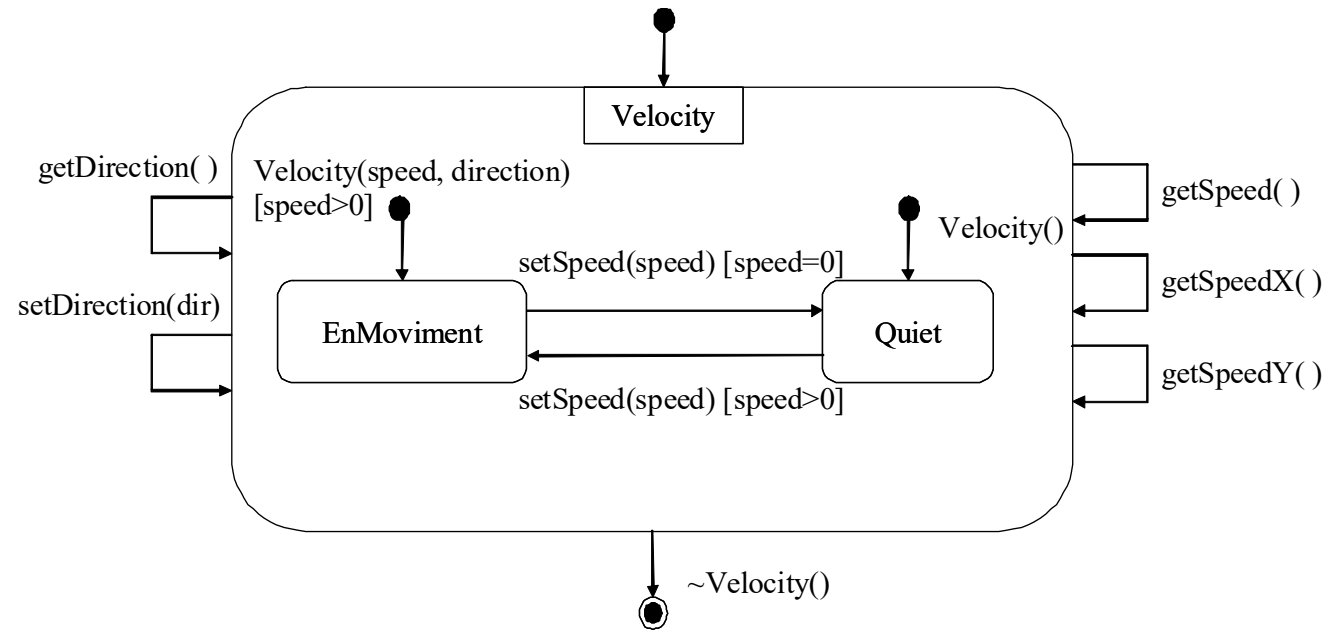 Velocity
getDirection( )
Velocity(speed, direction)
[speed>0]
getSpeed( )
Velocity()
setSpeed(speed) [speed=0]
getSpeedX( )
setDirection(dir)
EnMoviment
Quiet
getSpeedY( )
setSpeed(speed) [speed>0]
~Velocity()